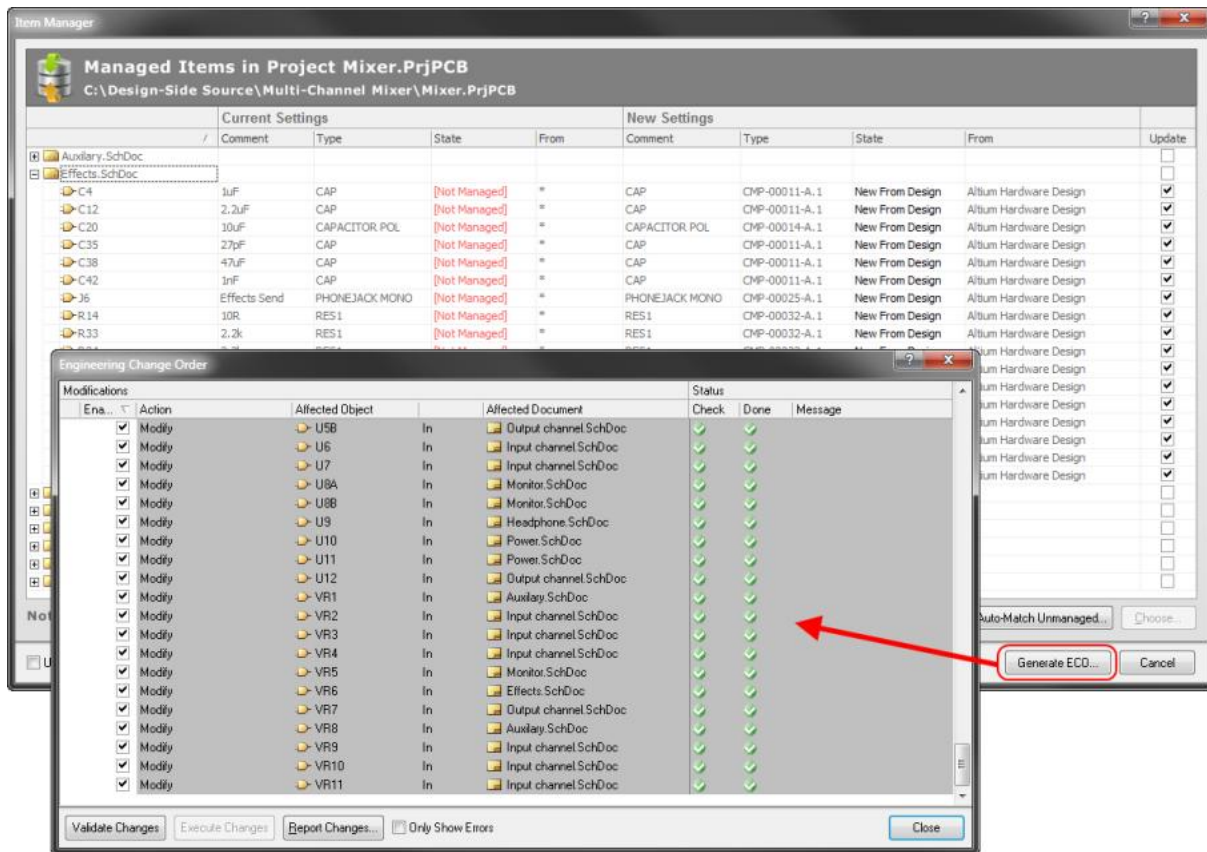 Item Manager
Managed Items in Project Mixer.PrjPCB
C:\Design-Side Source\Multi-Channel Mixer\Mixer.PrjPCB
Current Settings New Settings
/ Comment Type State From Comment Type State From Update
Auxilary.SchDoc
Effects.SchDoc
C4 1uF CAP [Not Managed] * CAP CMP-00011-A.1 New From Design Altium Hardware Design
C12 2.2uF CAP [Not Managed] * CAP CMP-00011-A.1 New From Design Altium Hardware Design
C20 10uF CAPACITOR POL [Not Managed] * CAPACITOR POL CMP-00014-A.1 New From Design Altium Hardware Design
C35 27pF CAP [Not Managed] * CAP CMP-00011-A.1 New From Design Altium Hardware Design
C38 47uF CAP [Not Managed] * CAP CMP-00011-A.1 New From Design Altium Hardware Design
C42 1nF CAP [Not Managed] * CAP CMP-00011-A.1 New From Design Altium Hardware Design
J6 Effects Send PHONEJACK MONO [Not Managed] * PHONEJACK MONO CMP-00025-A.1 New From Design Altium Hardware Design
R14 10R RES1 [Not Managed] * RES1 CMP-00032-A.1 New From Design Altium Hardware Design
R33 2.2k RES1 [Not Managed] * RES1 CMP-00032-A.1 New From Design Altium Hardware Design
Hardware Design
Hardware Design
Hardware Design
Hardware Design
Hardware Design
Hardware Design
Hardware Design
Hardware Design
Auto-Match Unmanaged... Choose...
Generate ECO... Cancel
Engineering Change Order
Modifications Status
Ena... Action Affected Object Affected Document Check Done Message
Modify U5B In Output channel.SchDoc
Modify U6 In Input channel.SchDoc
Modify U7 In Input channel.SchDoc
Modify U8A In Monitor.SchDoc
Modify U8B In Monitor.SchDoc
Modify U9 In Headphone.SchDoc
Modify U10 In Power.SchDoc
Modify U11 In Power.SchDoc
Modify U12 In Output channel.SchDoc
Modify VR1 In Auxilary.SchDoc
Modify VR2 In Input channel.SchDoc
Modify VR3 In Input channel.SchDoc
Modify VR4 In Input channel.SchDoc
Modify VR5 In Monitor.SchDoc
Modify VR6 In Effects.SchDoc
Modify VR7 In Output channel.SchDoc
Modify VR8 In Auxilary.SchDoc
Modify VR9 In Input channel.SchDoc
Modify VR10 In Input channel.SchDoc
Modify VR11 In Input channel.SchDoc
Validate Changes Execute Changes Report Changes... Only Show Errors Close